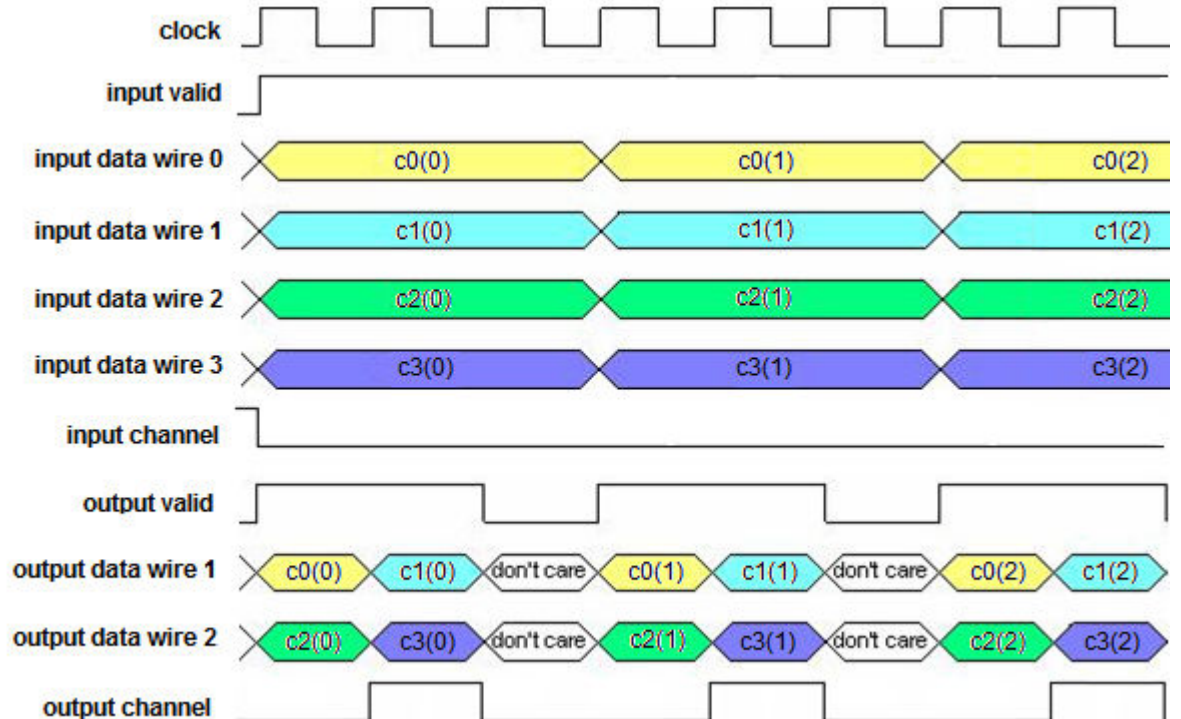 clock
input valid
input data wire 0 c0(0) c0(1) c0(2)
input data wire 1 c1(0) c1(1) c1(2)
input data wire 2 c2(0) c2(1) c2(2)
input data wire 3 c3(0) c3(1) c3(2)
input channel
output valid
output data wire 1 c0(0) c1(0) don't care c0(1) c1(1) don't care c0(2) c1(2)
output data wire 2 c2(0) c3(0) don't care c2(1) c3(1) don't care c2(2) c3(2)
output channel